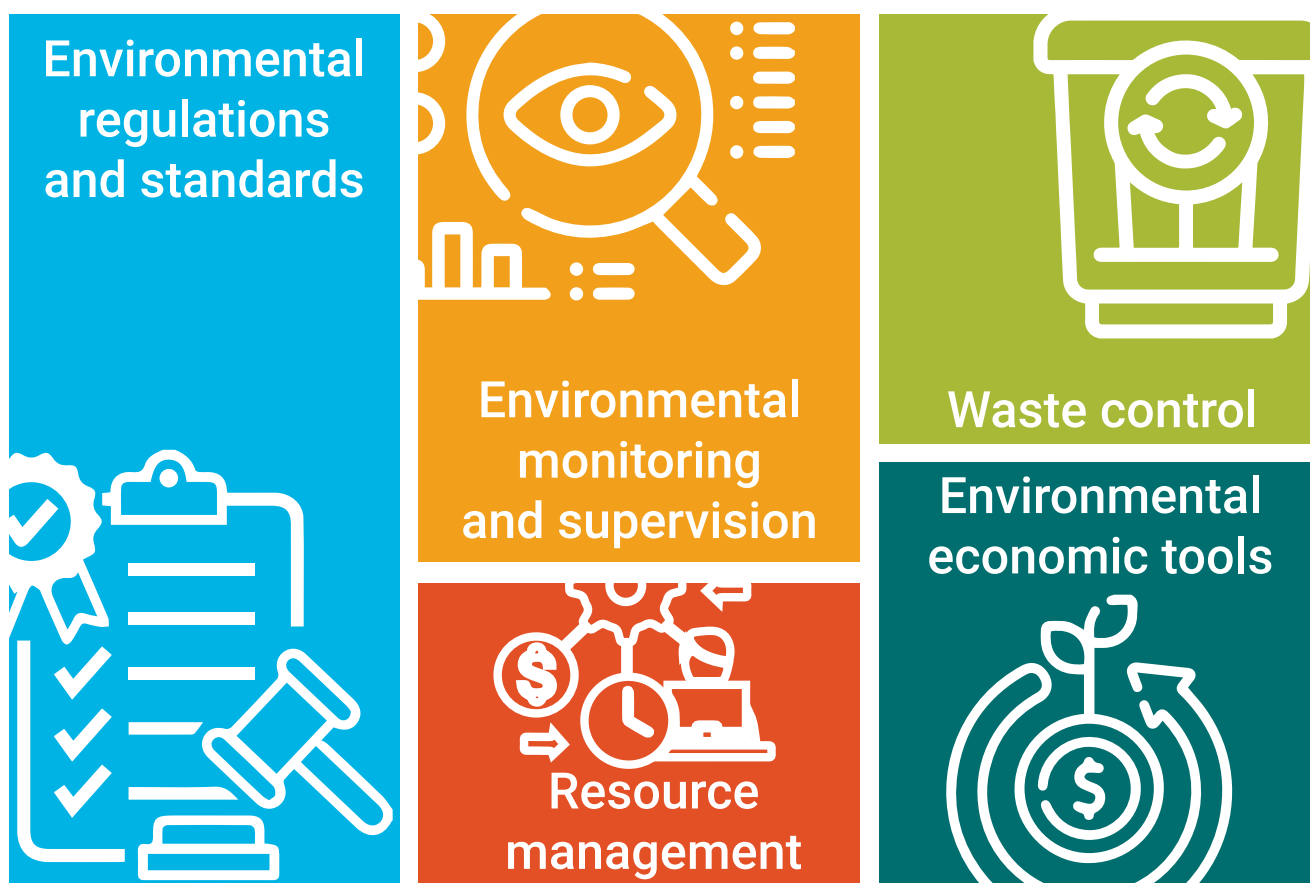 Environmental
regulations
and standards
Environmental
monitoring
and supervision
Resource
management
Waste control
Environmental
economic tools